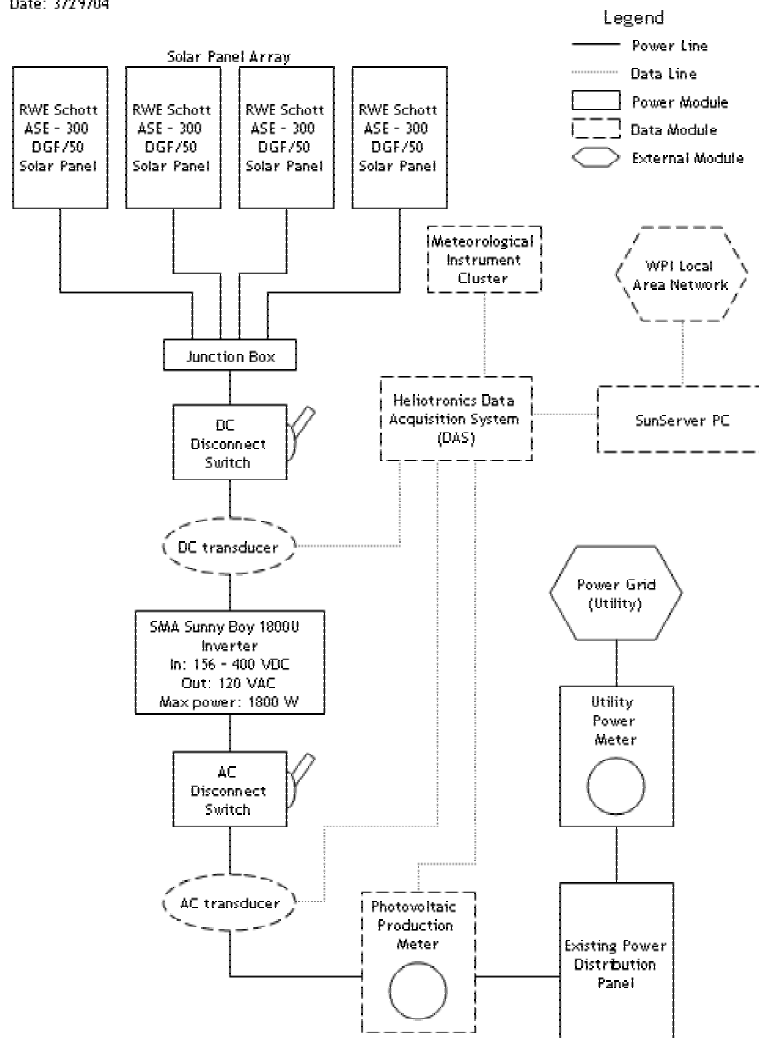 Date: 3/29/04
Legend
Power Line
Data Line
Power Module
Data Module
External Module
Solar Panel Array
RWE Schott
ASE - 300
DGF/50
Solar Panel
RWE Schott
ASE - 300
DGF/50
Solar Panel
RWE Schott
ASE - 300
DGF/50
Solar Panel
RWE Schott
ASE - 300
DGF/50
Solar Panel
Meteorological
Instrument
Cluster
WPI Local
Area Network
Junction Box
DC
Disconnect
Switch
Heliotronics Data
Acquisition System
(DAS)
SunServer PC
DC transducer
Power Grid
(Utility)
SMA Sunny Boy 1800U
Inverter
In: 156 - 400 VDC
Out: 120 VAC
Max power: 1800 W
Utility
Power
Meter
AC
Disconnect
Switch
AC transducer
Photovoltaic
Production
Meter
Existing Power
Distribution
Panel